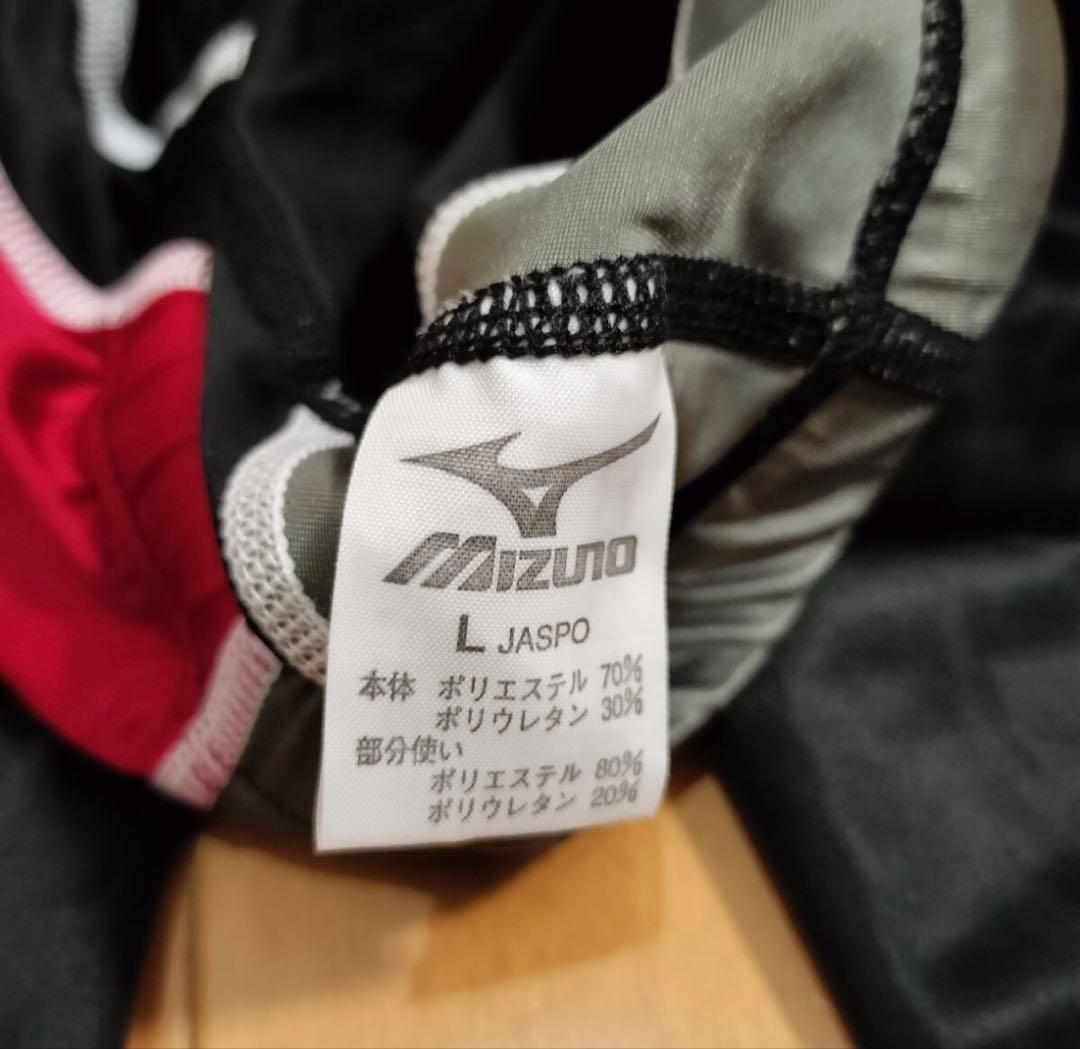 MIZUNO
L JASPO
本体 ポリエステル 70%
ポリウレタン 30%
部分使い
ポリエステル 80%
ポリウレタン 20%